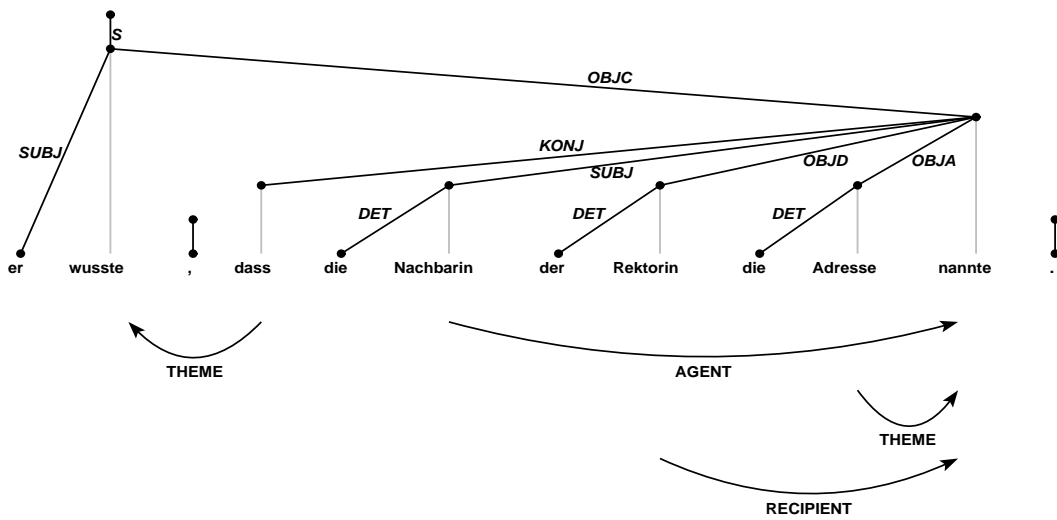 S
OBJC
SUBJ
KONJ
SUBJ
OBJD
OBJA
DET
DET
DET
er wusste , dass die Nachbarin der Rektorin die Adresse nannte .
THEME
AGENT
THEME
RECIPIENT